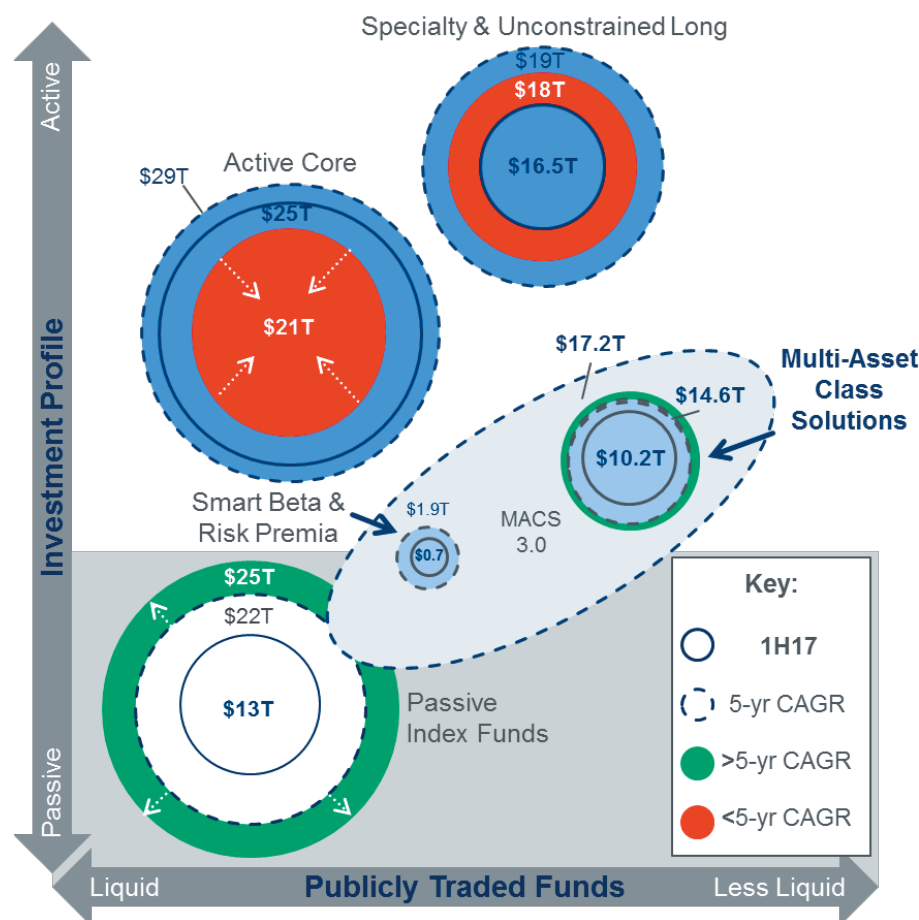 Specialty & Unconstrained Long
$19T
$18T
$16.5T
Active
Active Core
$29T
$25T
$21T
Investment Profile
$17.2T
Multi-Asset
Class
Solutions
$14.6T
$10.2T
Smart Beta &
Risk Premia
$1.9T
$0.7
MACS
3.0
$25T
$22T
$13T
Passive
Index Funds
Key:
1H17
5-yr CAGR
>5-yr CAGR
<5-yr CAGR
Passive
Liquid
Publicly Traded Funds
Less Liquid